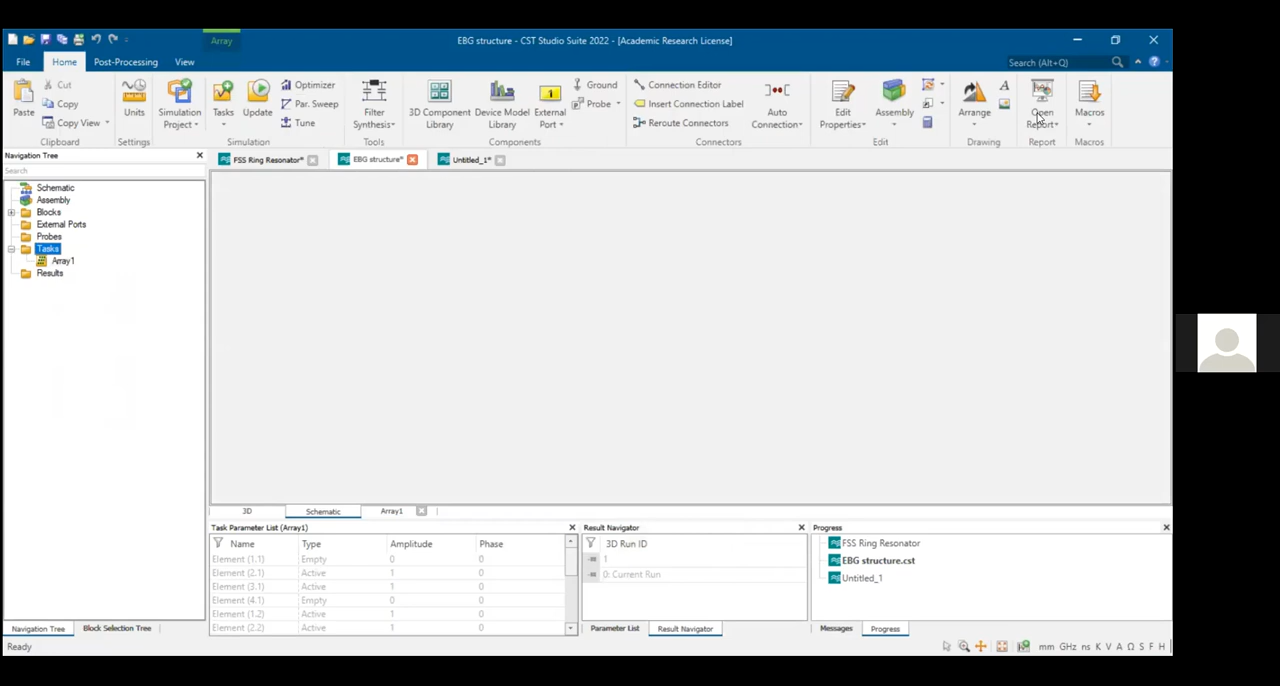 Array
EBG structure - CST Studio Suite 2022 - [Academic Research License]
File Home Post-Processing View
Search (Alt+Q)
Paste
Cut
Copy
Copy View
Clipboard
Units
Settings
Simulation
Project
Tasks
Update
Optimizer
Par. Sweep
Tune
Simulation
Filter
Synthesis
Tools
3D Component
Library
Device Model
Library
External
Port
Ground
Probe
Components
Connection Editor
Insert Connection Label
Reroute Connectors
Auto
Connection
Connectors
Edit
Properties
Assembly
Edit
Arrange
A
Drawing
Open
Report
Report
Macros
Macros
Navigation Tree
Search
Schematic
Assembly
Blocks
External Ports
Probes
Tasks
Array1
Results
FSS Ring Resonator* EBG structure* Untitled_1*
3D Schematic Array1
Task Parameter List (Array1)
Name Type Amplitude Phase
Element (1.1) Empty 0 0
Element (2.1) Active 1 0
Element (3.1) Active 1 0
Element (4.1) Empty 0 0
Element (1.2) Active 1 0
Element (2.2) Active 1 0
Result Navigator
3D Run ID
1
0: Current Run
Parameter List Result Navigator
Progress
FSS Ring Resonator
EBG structure.cst
Untitled_1
Messages Progress
Navigation Tree Block Selection Tree
Ready
mm GHz ns K V A Ω S F H